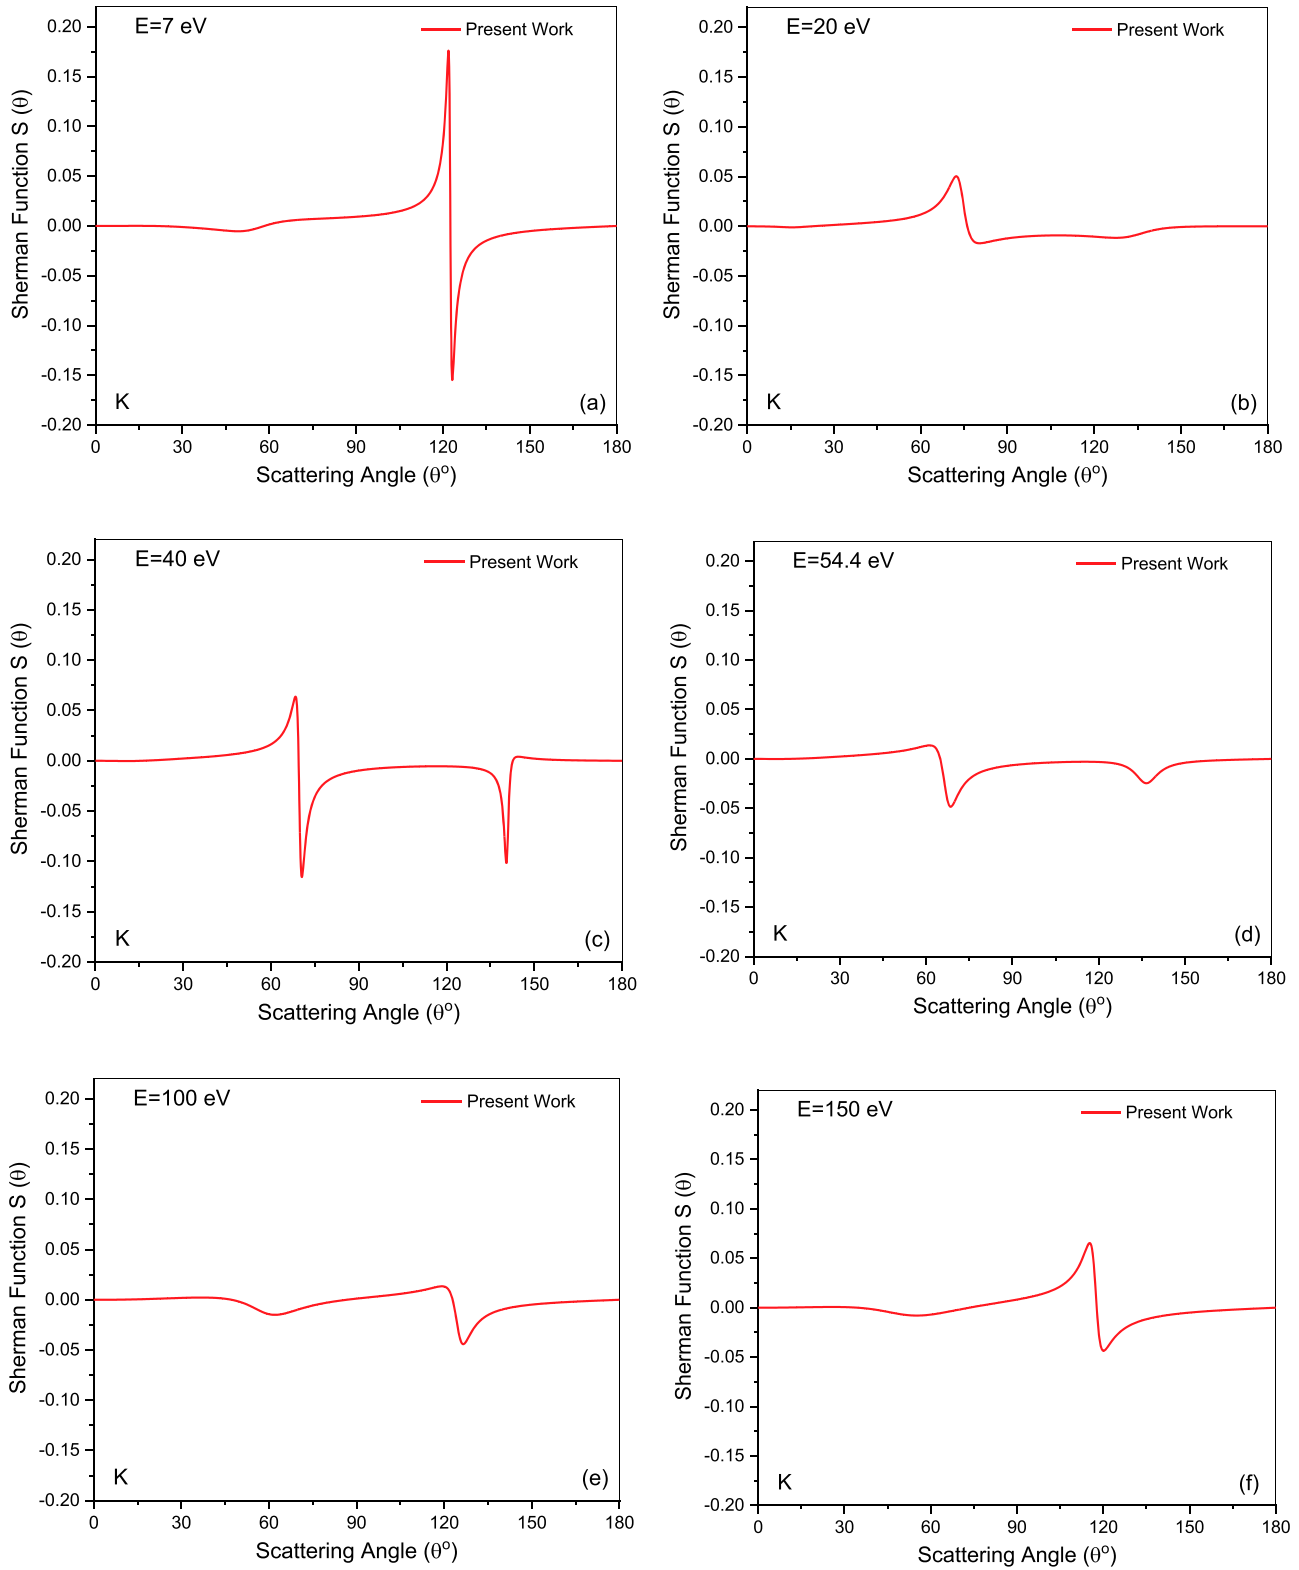 E=7 eV
Present Work
0.20
0.15
0.10
0.05
0.00
-0.05
-0.10
-0.15
-0.20
Sherman Function S (θ)
K
(a)
0 30 60 90 120 150 180
Scattering Angle (θº)
E=20 eV
Present Work
0.20
0.15
0.10
0.05
0.00
-0.05
-0.10
-0.15
-0.20
Sherman Function S (θ)
K
(b)
0 30 60 90 120 150 180
Scattering Angle (θº)
E=40 eV
Present Work
0.20
0.15
0.10
0.05
0.00
-0.05
-0.10
-0.15
-0.20
Sherman Function S (θ)
K
(c)
0 30 60 90 120 150 180
Scattering Angle (θº)
E=54.4 eV
Present Work
0.20
0.15
0.10
0.05
0.00
-0.05
-0.10
-0.15
-0.20
Sherman Function S (θ)
K
(d)
0 30 60 90 120 150 180
Scattering Angle (θº)
E=100 eV
Present Work
0.20
0.15
0.10
0.05
0.00
-0.05
-0.10
-0.15
-0.20
Sherman Function S (θ)
K
(e)
0 30 60 90 120 150 180
Scattering Angle (θº)
E=150 eV
Present Work
0.20
0.15
0.10
0.05
0.00
-0.05
-0.10
-0.15
-0.20
Sherman Function S (θ)
K
(f)
0 30 60 90 120 150 180
Scattering Angle (θº)